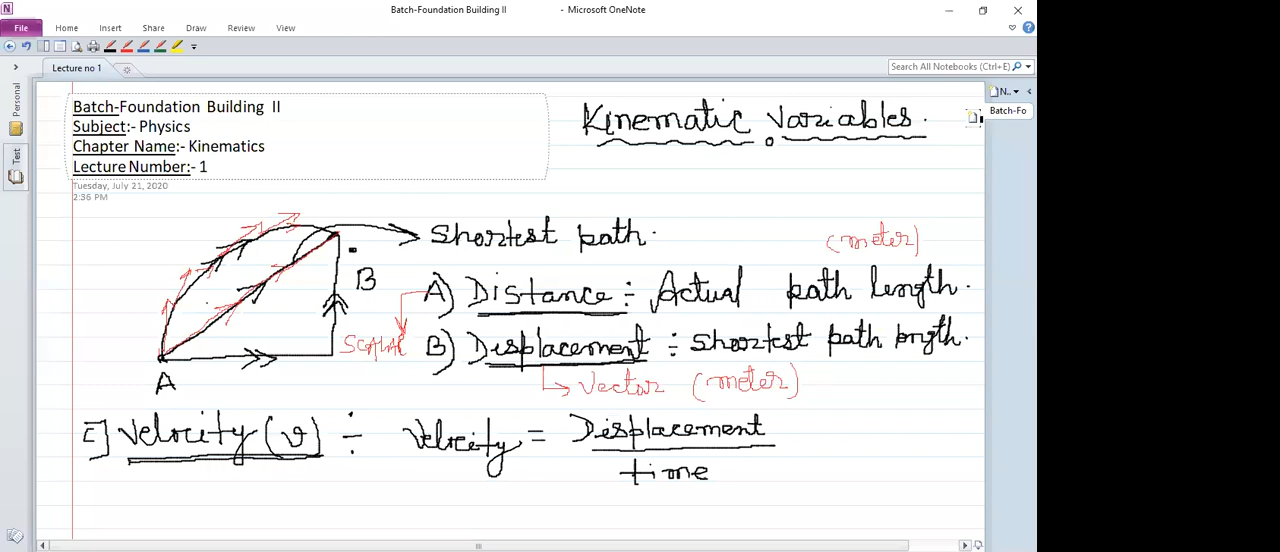 Batch-Foundation Building II - Microsoft OneNote
File Home Insert Share Draw Review View
Lecture no 1
Search All Notebooks (Ctrl+E)
Personal
Test
N..
Batch-Fo
Batch-Foundation Building II
Subject:- Physics
Chapter Name:- Kinematics
Lecture Number:- 1
Tuesday, July 21, 2020
2:36 PM
Kinematic Variables.
Shortest path.
(meter)
B
A) Distance ÷ Actual path length.
SCALAR
B) Displacement ÷ shortest path length.
A
Vector (meter)
C] Velocity (v) ÷ Velocity = Displacement
time